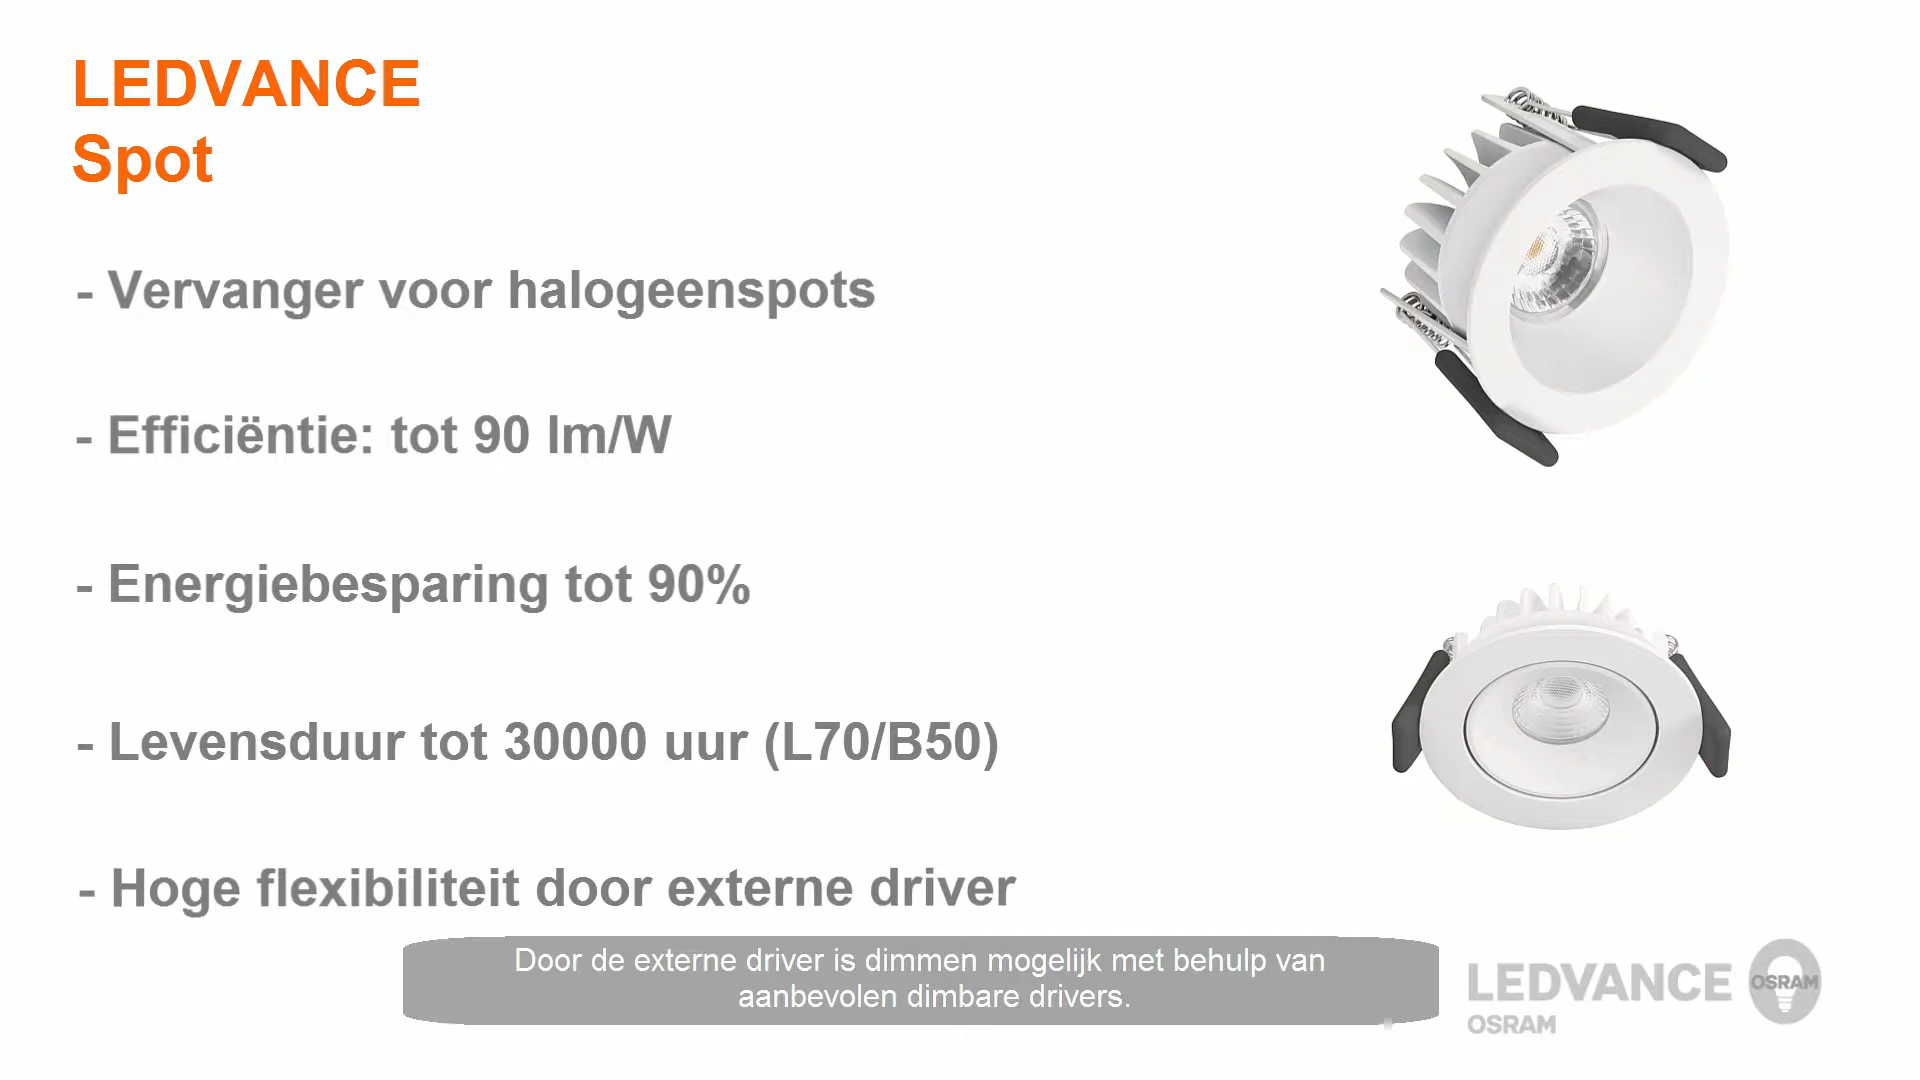 LEDVANCE
Spot
- Vervanger voor halogeenspots
- Efficiëntie: tot 90 lm/W
- Energiebesparing tot 90%
- Levensduur tot 30000 uur (L70/B50)
- Hoge flexibiliteit door externe driver
Door de externe driver is dimmen mogelijk met behulp van
aanbevolen dimbare drivers.
LEDVANCE
OSRAM
OSRAM